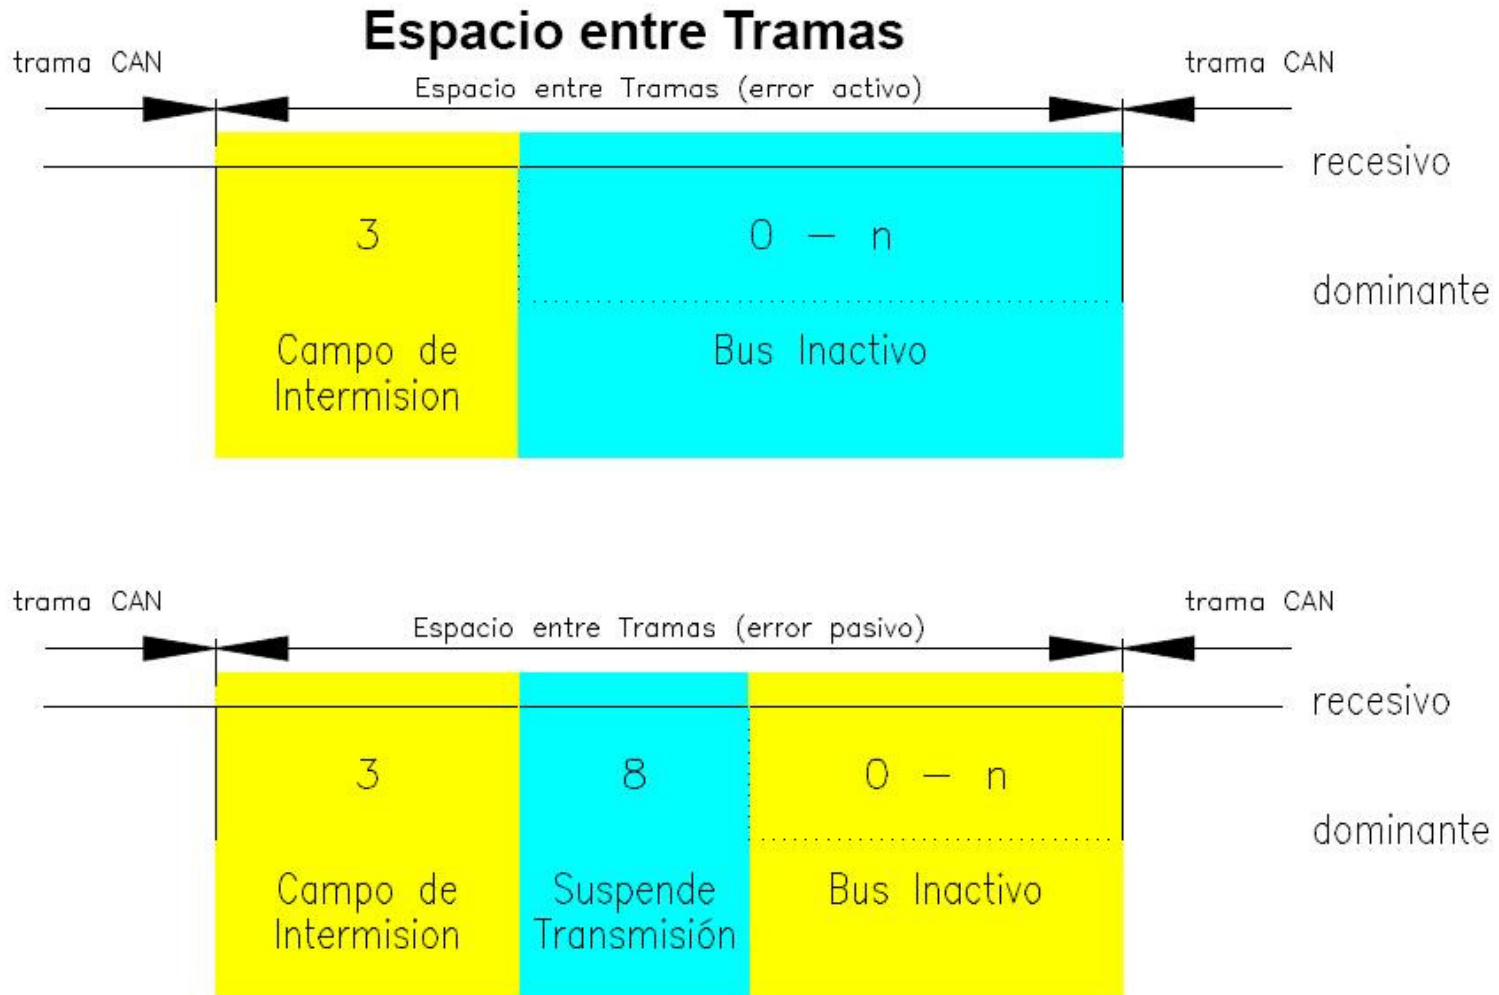 Espacio entre Tramas
trama CAN
Espacio entre Tramas (error activo)
trama CAN
recesivo
3
0 – n
dominante
Campo de
Intermision
Bus Inactivo
trama CAN
Espacio entre Tramas (error pasivo)
trama CAN
recesivo
3
8
0 – n
dominante
Campo de
Intermision
Suspende
Transmisión
Bus Inactivo